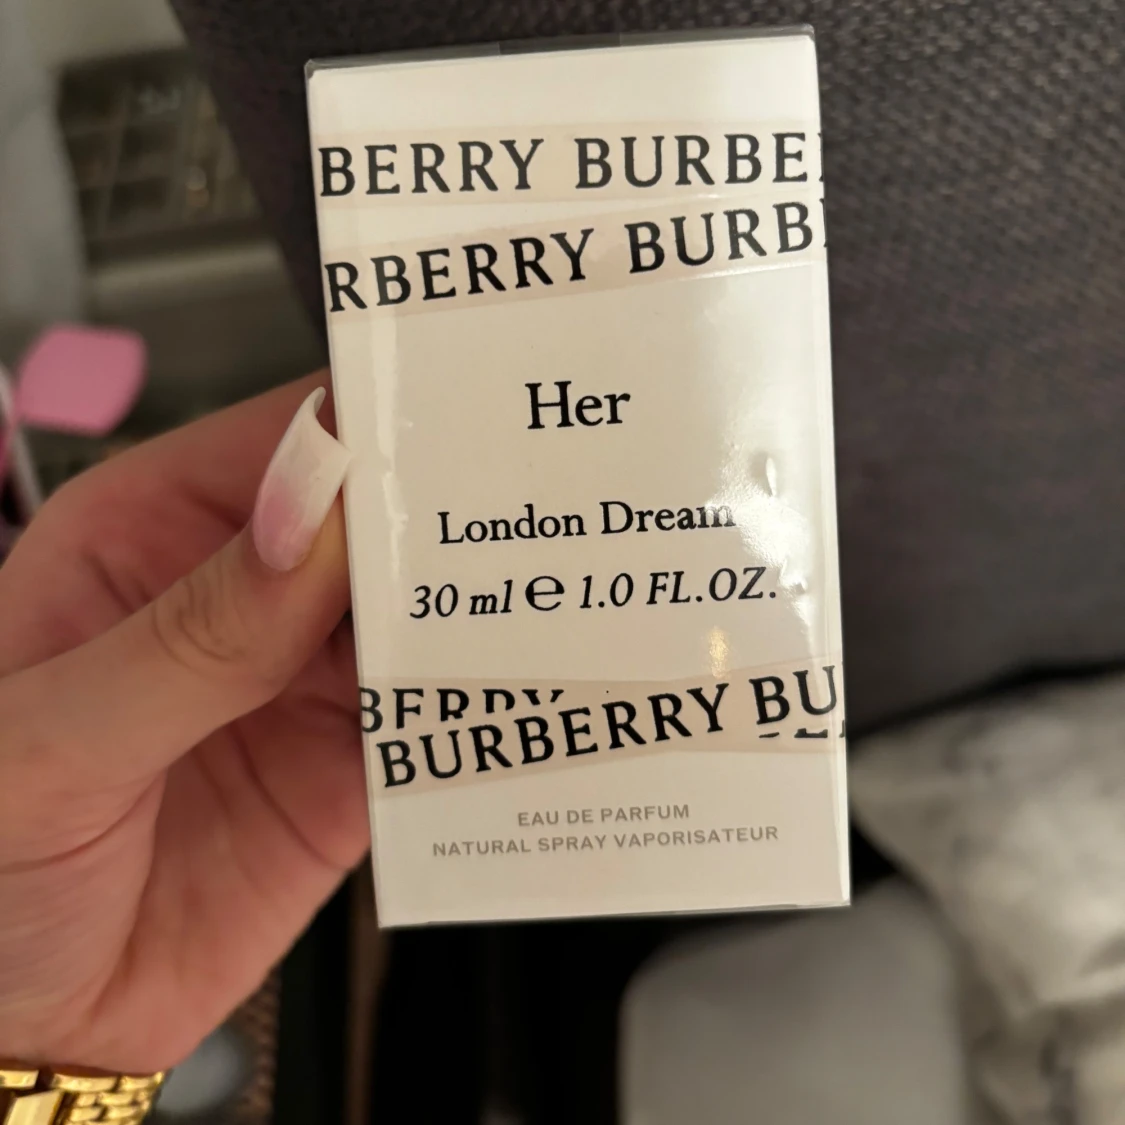 BERRY BURBE
RBERRY BURB
Her
London Dream
30 ml ℮ 1.0 FL.OZ.
BERRY
BURBERRY BU
EAU DE PARFUM
NATURAL SPRAY VAPORISATEUR